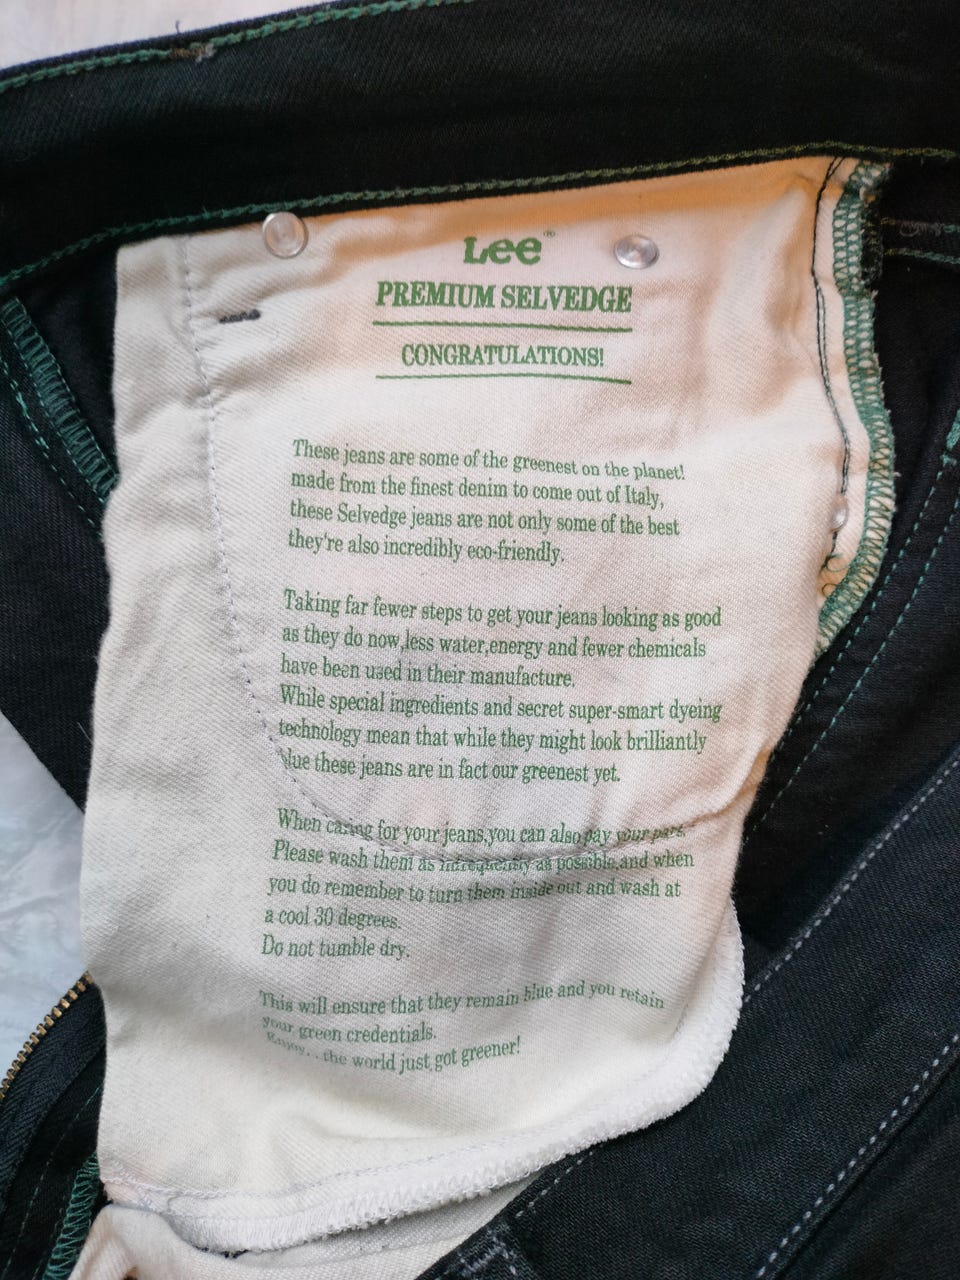 Lee®
PREMIUM SELVEDGE
CONGRATULATIONS!
These jeans are some of the greenest on the planet!
made from the finest denim to come out of Italy,
these Selvedge jeans are not only some of the best
they're also incredibly eco-friendly.
Taking far fewer steps to get your jeans looking as good
as they do now,less water,energy and fewer chemicals
have been used in their manufacture.
While special ingredients and secret super-smart dyeing
technology mean that while they might look brilliantly
blue these jeans are in fact our greenest yet.
When caring for your jeans,you can also pay your part.
Please wash them as infrequently as possible,and when
you do remember to turn them inside out and wash at
a cool 30 degrees.
Do not tumble dry.
This will ensure that they remain blue and you retain
your green credentials.
Enjoy. . the world just got greener!